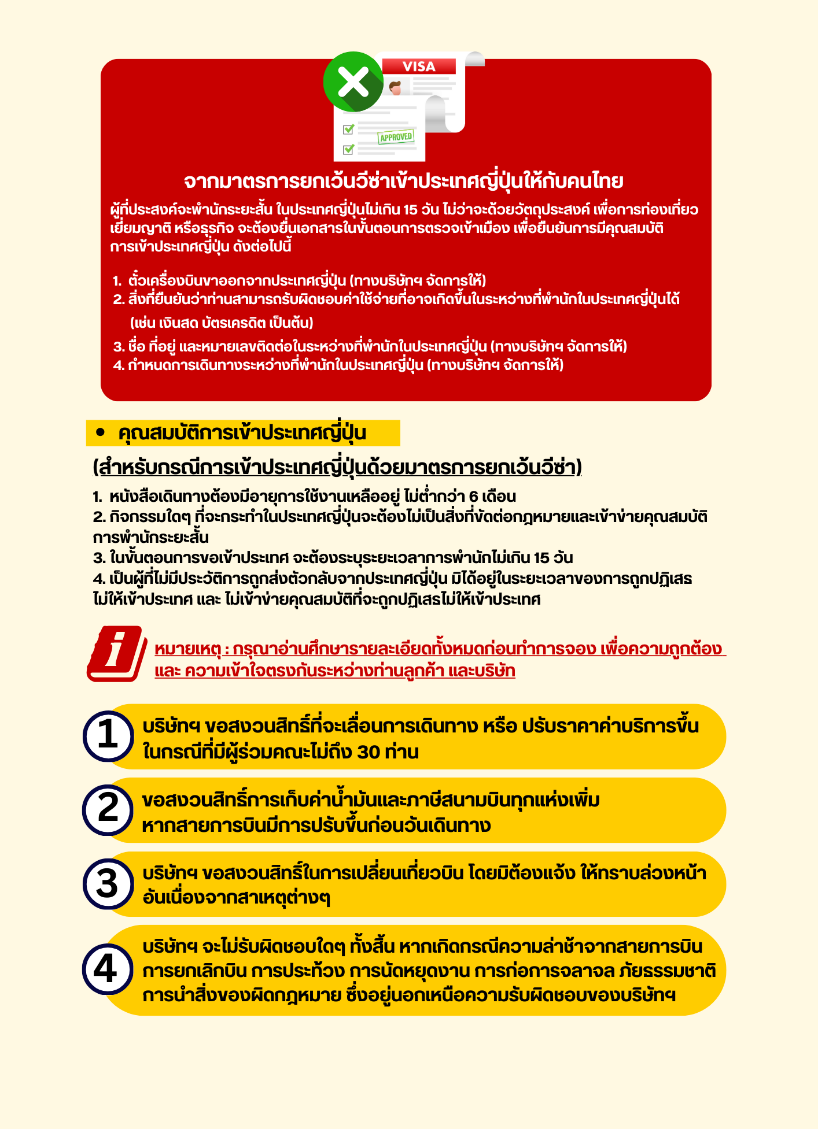 VISA
APPROVED
จากมาตรการยกเว้นวีซ่าเข้าประเทศญี่ปุ่นให้กับคนไทย
ผู้ที่ประสงค์จะพำนักระยะสั้น ในประเทศญี่ปุ่นไม่เกิน 15 วัน ไม่ว่าจะด้วยวัตถุประสงค์ เพื่อการท่องเที่ยว
เยี่ยมญาติ หรือธุรกิจ จะต้องยื่นเอกสารในขั้นตอนการตรวจเข้าเมือง เพื่อยืนยันการมีคุณสมบัติ
การเข้าประเทศญี่ปุ่น ดังต่อไปนี้
1. ตั๋วเครื่องบินขาออกจากประเทศญี่ปุ่น (ทางบริษัทฯ จัดการให้)
2. สิ่งที่ยืนยันว่าท่านสามารถรับผิดชอบค่าใช้จ่ายที่อาจเกิดขึ้นในระหว่างที่พำนักในประเทศญี่ปุ่นได้
(เช่น เงินสด บัตรเครดิต เป็นต้น)
3. ชื่อ ที่อยู่ และหมายเลขติดต่อในระหว่างที่พำนักในประเทศญี่ปุ่น (ทางบริษัทฯ จัดการให้)
4. กำหนดการเดินทางระหว่างที่พำนักในประเทศญี่ปุ่น (ทางบริษัทฯ จัดการให้)
• คุณสมบัติการเข้าประเทศญี่ปุ่น
(สำหรับกรณีการเข้าประเทศญี่ปุ่นด้วยมาตรการยกเว้นวีซ่า)
1. หนังสือเดินทางต้องมีอายุการใช้งานเหลืออยู่ ไม่ต่ำกว่า 6 เดือน
2. กิจกรรมใดๆ ที่จะกระทำในประเทศญี่ปุ่นจะต้องไม่เป็นสิ่งที่ขัดต่อกฎหมายและเข้าข่ายคุณสมบัติ
การพำนักระยะสั้น
3. ในขั้นตอนการขอเข้าประเทศ จะต้องระบุระยะเวลาการพำนักไม่เกิน 15 วัน
4. เป็นผู้ที่ไม่มีประวัติการถูกส่งตัวกลับจากประเทศญี่ปุ่น มิได้อยู่ในระยะเวลาของการถูกปฏิเสธ
ไม่ให้เข้าประเทศ และ ไม่เข้าข่ายคุณสมบัติที่จะถูกปฏิเสธไม่ให้เข้าประเทศ
i
หมายเหตุ : กรุณาอ่านศึกษารายละเอียดทั้งหมดก่อนทำการจอง เพื่อความถูกต้อง
และ ความเข้าใจตรงกันระหว่างท่านลูกค้า และบริษัท
1
บริษัทฯ ขอสงวนสิทธิ์ที่จะเลื่อนการเดินทาง หรือ ปรับราคาค่าบริการขึ้น
ในกรณีที่มีผู้ร่วมคณะไม่ถึง 30 ท่าน
2
ขอสงวนสิทธิ์การเก็บค่าน้ำมันและภาษีสนามบินทุกแห่งเพิ่ม
หากสายการบินมีการปรับขึ้นก่อนวันเดินทาง
3
บริษัทฯ ขอสงวนสิทธิ์ในการเปลี่ยนเที่ยวบิน โดยมิต้องแจ้ง ให้ทราบล่วงหน้า
อันเนื่องจากสาเหตุต่างๆ
4
บริษัทฯ จะไม่รับผิดชอบใดๆ ทั้งสิ้น หากเกิดกรณีความล่าช้าจากสายการบิน
การยกเลิกบิน การประท้วง การนัดหยุดงาน การก่อการจลาจล ภัยธรรมชาติ
การนำสิ่งของผิดกฎหมาย ซึ่งอยู่นอกเหนือความรับผิดชอบของบริษัทฯ